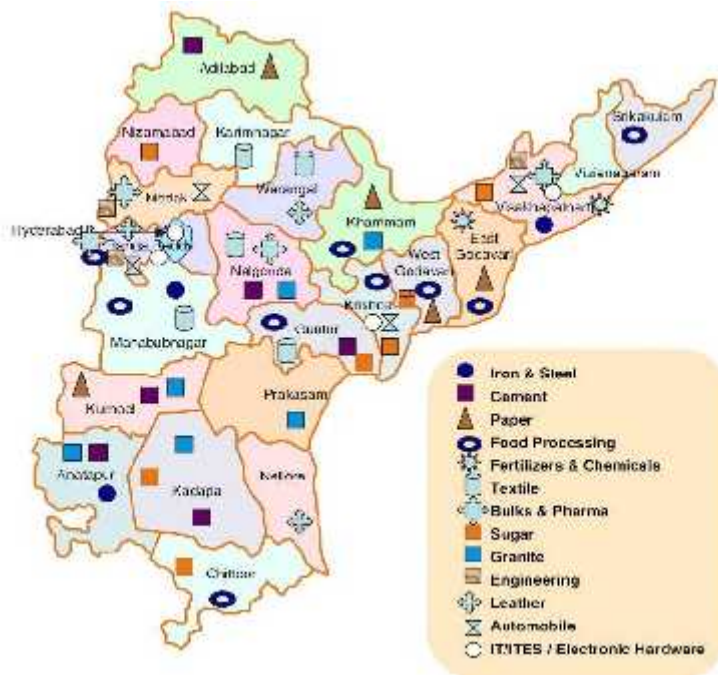 Adilabad
Nizamabad
Karimnagar
Srikakulam
Vizianagaram
Medak
Warangal
Visakhapatnam
Khammam
Hyderabad
East
Godavari
West
Godavari
Nalgonda
Krishna
Guntur
Mahabubnagar
Prakasam
Kurnool
Anatapur
Kadapa
Nellore
Chittoor
Iron & Steel
Cement
Paper
Food Processing
Fertilizers & Chemicals
Textile
Bulks & Pharma
Sugar
Granite
Engineering
Leather
Automobile
IT/ITES / Electronic Hardware